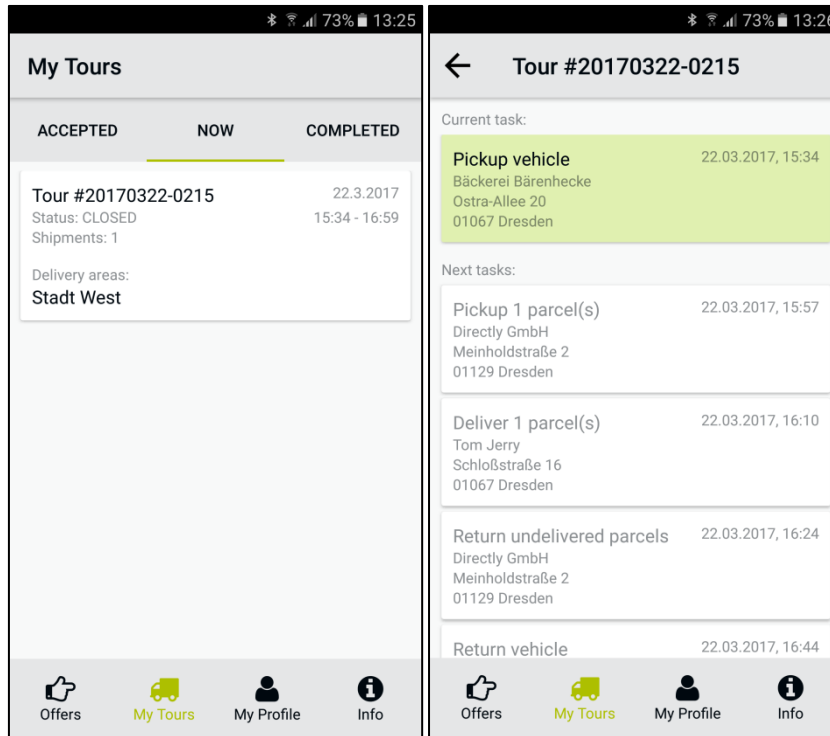 73% 13:25
My Tours
ACCEPTED NOW COMPLETED
Tour #20170322-0215 22.3.2017
Status: CLOSED 15:34 - 16:59
Shipments: 1
Delivery areas:
Stadt West
Offers My Tours My Profile Info
73% 13:26
Tour #20170322-0215
Current task:
Pickup vehicle 22.03.2017, 15:34
Bäckerei Bärenhecke
Ostra-Allee 20
01067 Dresden
Next tasks:
Pickup 1 parcel(s) 22.03.2017, 15:57
Directly GmbH
Meinholdstraße 2
01129 Dresden
Deliver 1 parcel(s) 22.03.2017, 16:10
Tom Jerry
Schloßstraße 16
01067 Dresden
Return undelivered parcels 22.03.2017, 16:24
Directly GmbH
Meinholdstraße 2
01129 Dresden
Return vehicle 22.03.2017, 16:44
Offers My Tours My Profile Info